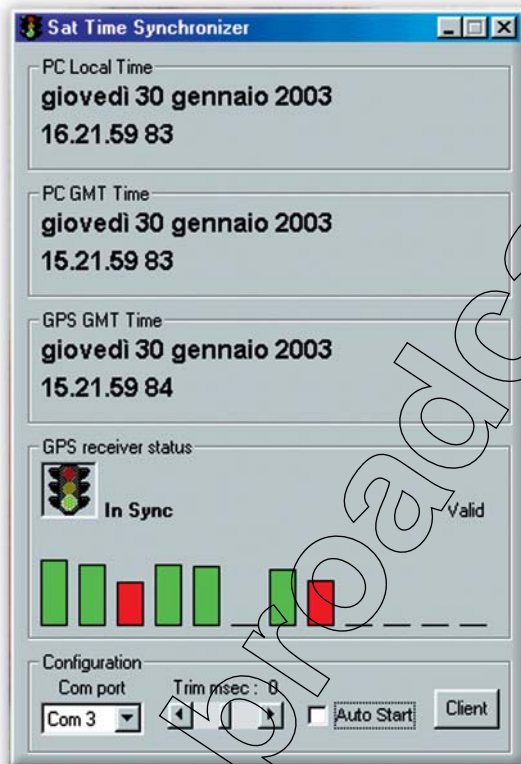 Sat Time Synchronizer
PC Local Time
giovedì 30 gennaio 2003
16.21.59 83
PC GMT Time
giovedì 30 gennaio 2003
15.21.59 83
GPS GMT Time
giovedì 30 gennaio 2003
15.21.59 84
GPS receiver status
In Sync
Valid
Configuration
Com port
Trim msec : 0
Com 3
Auto Start
Client
broadc